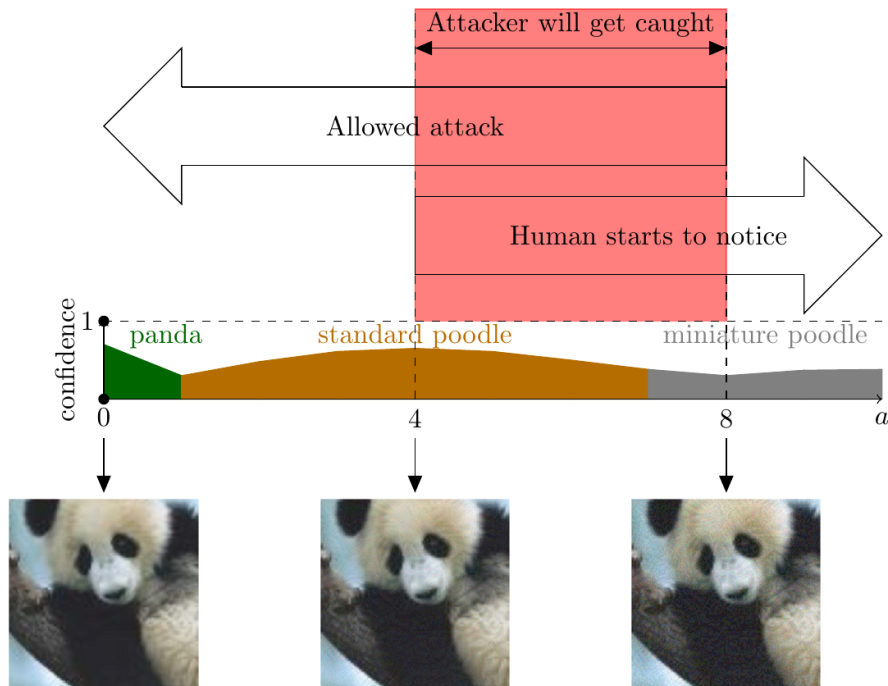 Attacker will get caught
Allowed attack
Human starts to notice
confidence
1
panda
standard poodle
miniature poodle
0
4
8
a